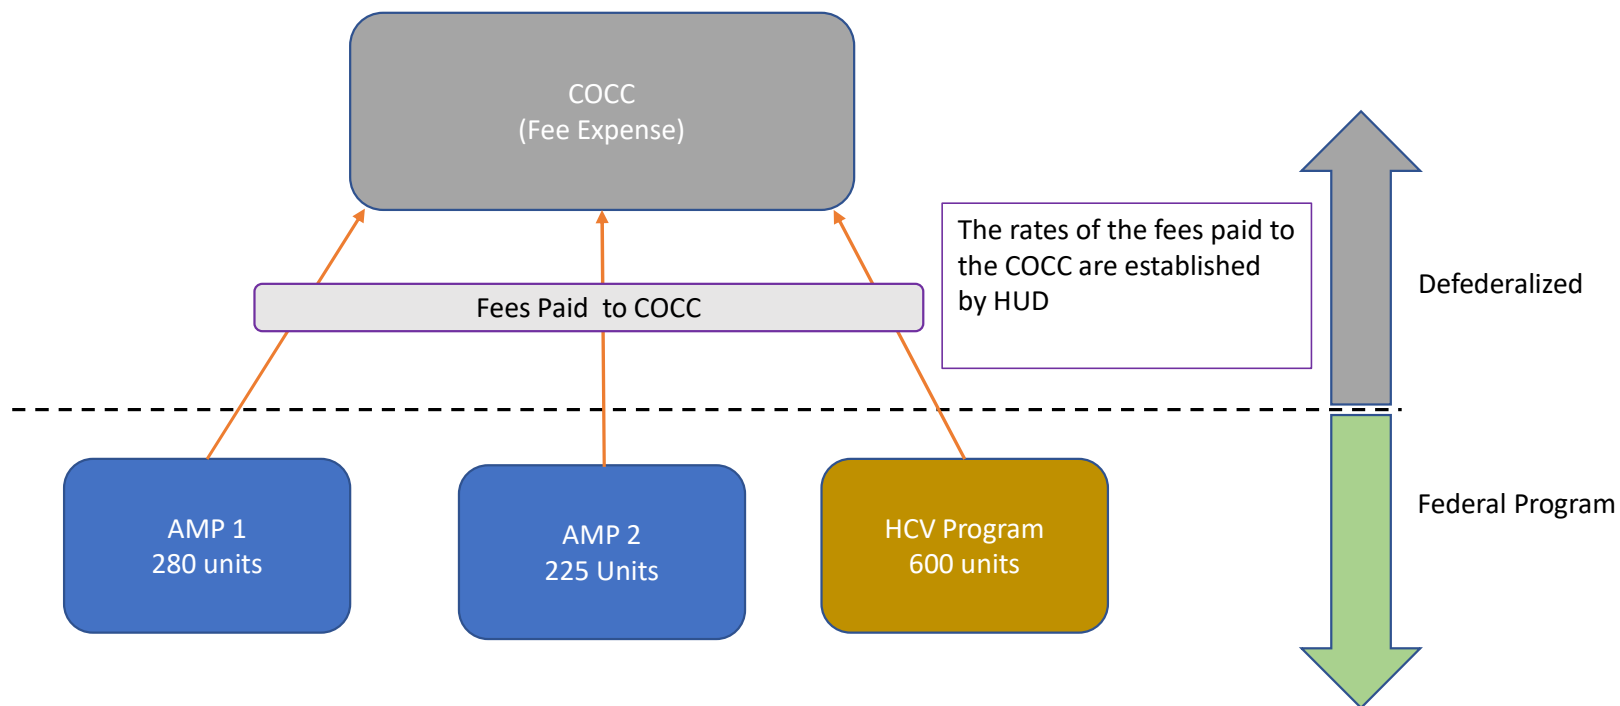 COCC
(Fee Expense)
The rates of the fees paid to
the COCC are established
by HUD
Defederalized
Fees Paid  to COCC
AMP 1
280 units
AMP 2
225 Units
HCV Program
600 units
Federal Program